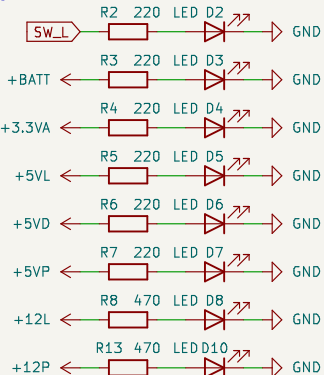 R2 220 LED D2
SW_L GND
R3 220 LED D3
+BATT GND
R4 220 LED D4
+3.3VA GND
R5 220 LED D5
+5VL GND
R6 220 LED D6
+5VD GND
R7 220 LED D7
+5VP GND
R8 470 LED D8
+12L GND
R13 470 LED D10
+12P GND